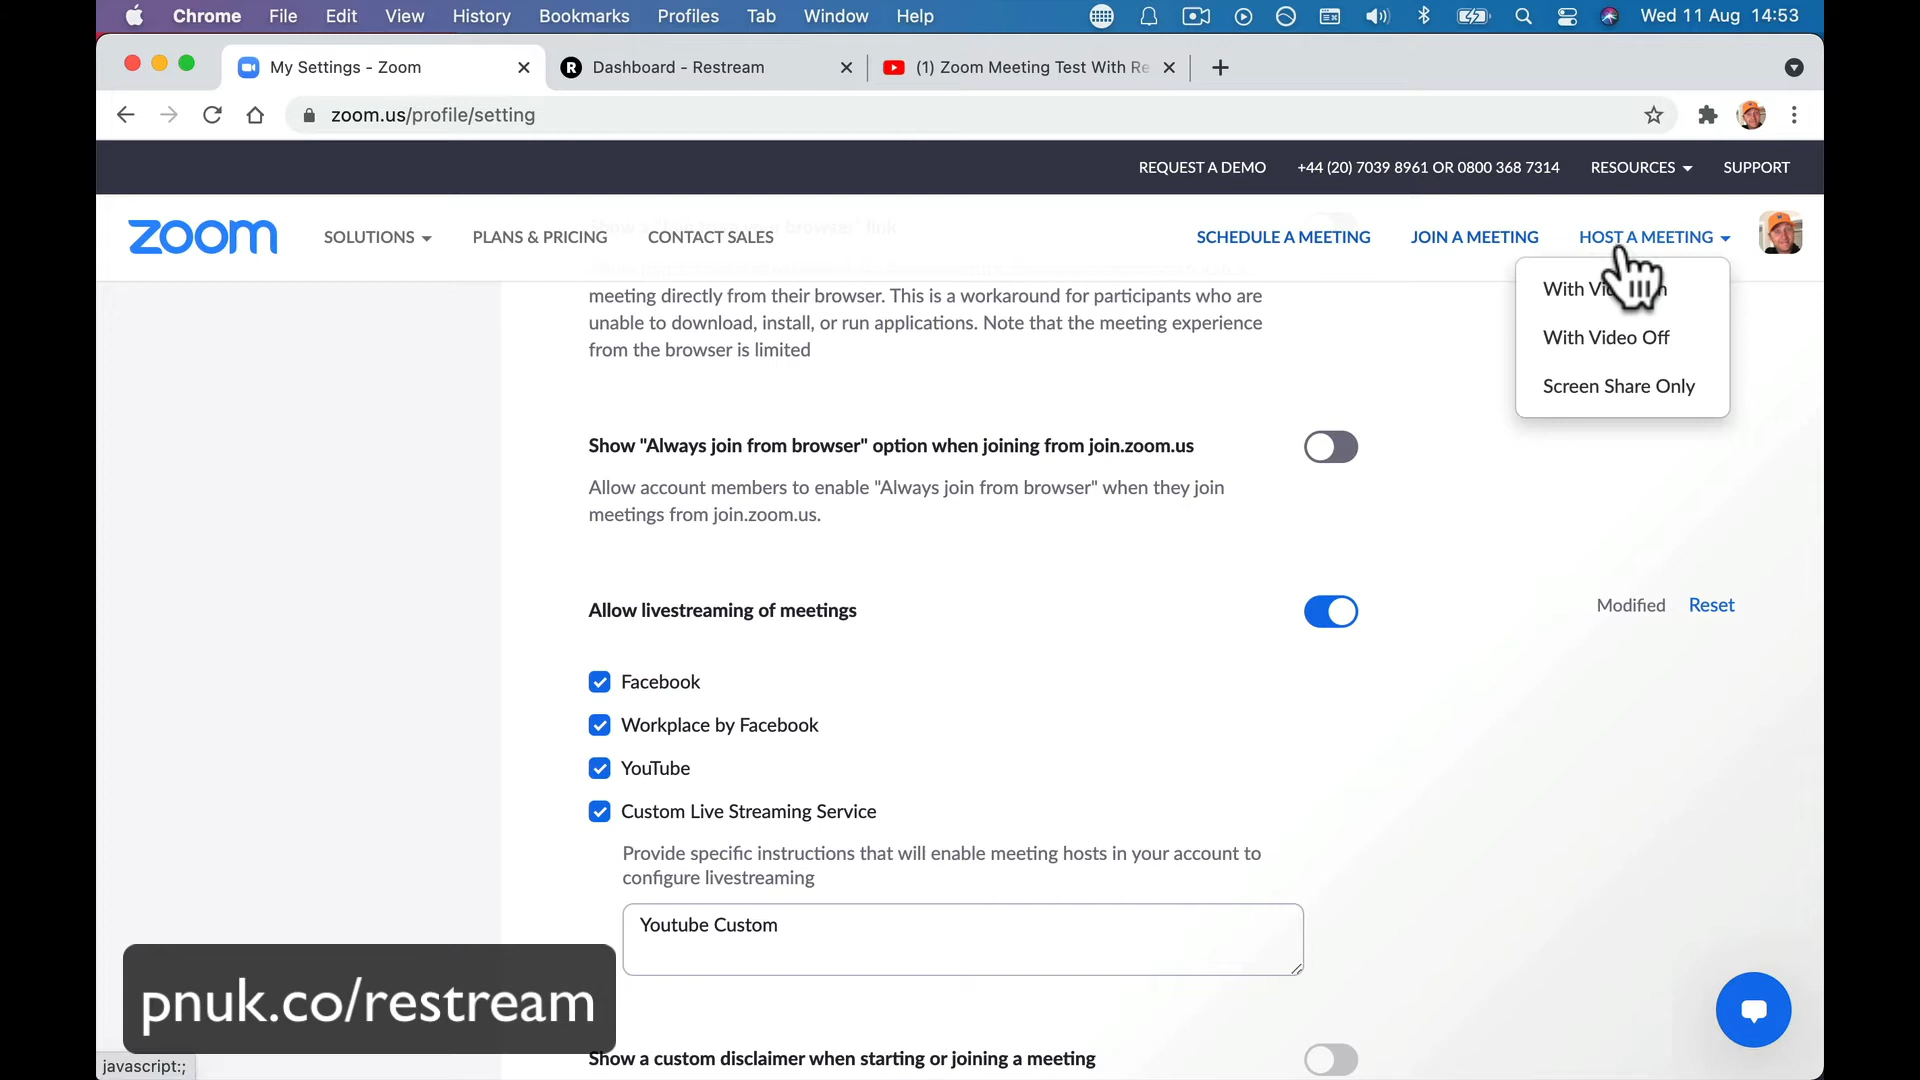 Chrome File Edit View History Bookmarks Profiles Tab Window Help Wed 11 Aug 14:53
My Settings - Zoom Dashboard - Restream (1) Zoom Meeting Test With Re
zoom.us/profile/setting
REQUEST A DEMO +44 (20) 7039 8961 OR 0800 368 7314 RESOURCES SUPPORT
zoom SOLUTIONS PLANS & PRICING CONTACT SALES SCHEDULE A MEETING JOIN A MEETING HOST A MEETING
With
With Video Off
Screen Share Only
meeting directly from their browser. This is a workaround for participants who are
unable to download, install, or run applications. Note that the meeting experience
from the browser is limited
Show "Always join from browser" option when joining from join.zoom.us
Allow account members to enable "Always join from browser" when they join
meetings from join.zoom.us.
Allow livestreaming of meetings
Modified Reset
Facebook
Workplace by Facebook
YouTube
Custom Live Streaming Service
Provide specific instructions that will enable meeting hosts in your account to
configure livestreaming
Youtube Custom
pnuk.co/restream
Show a custom disclaimer when starting or joining a meeting
javascript:;